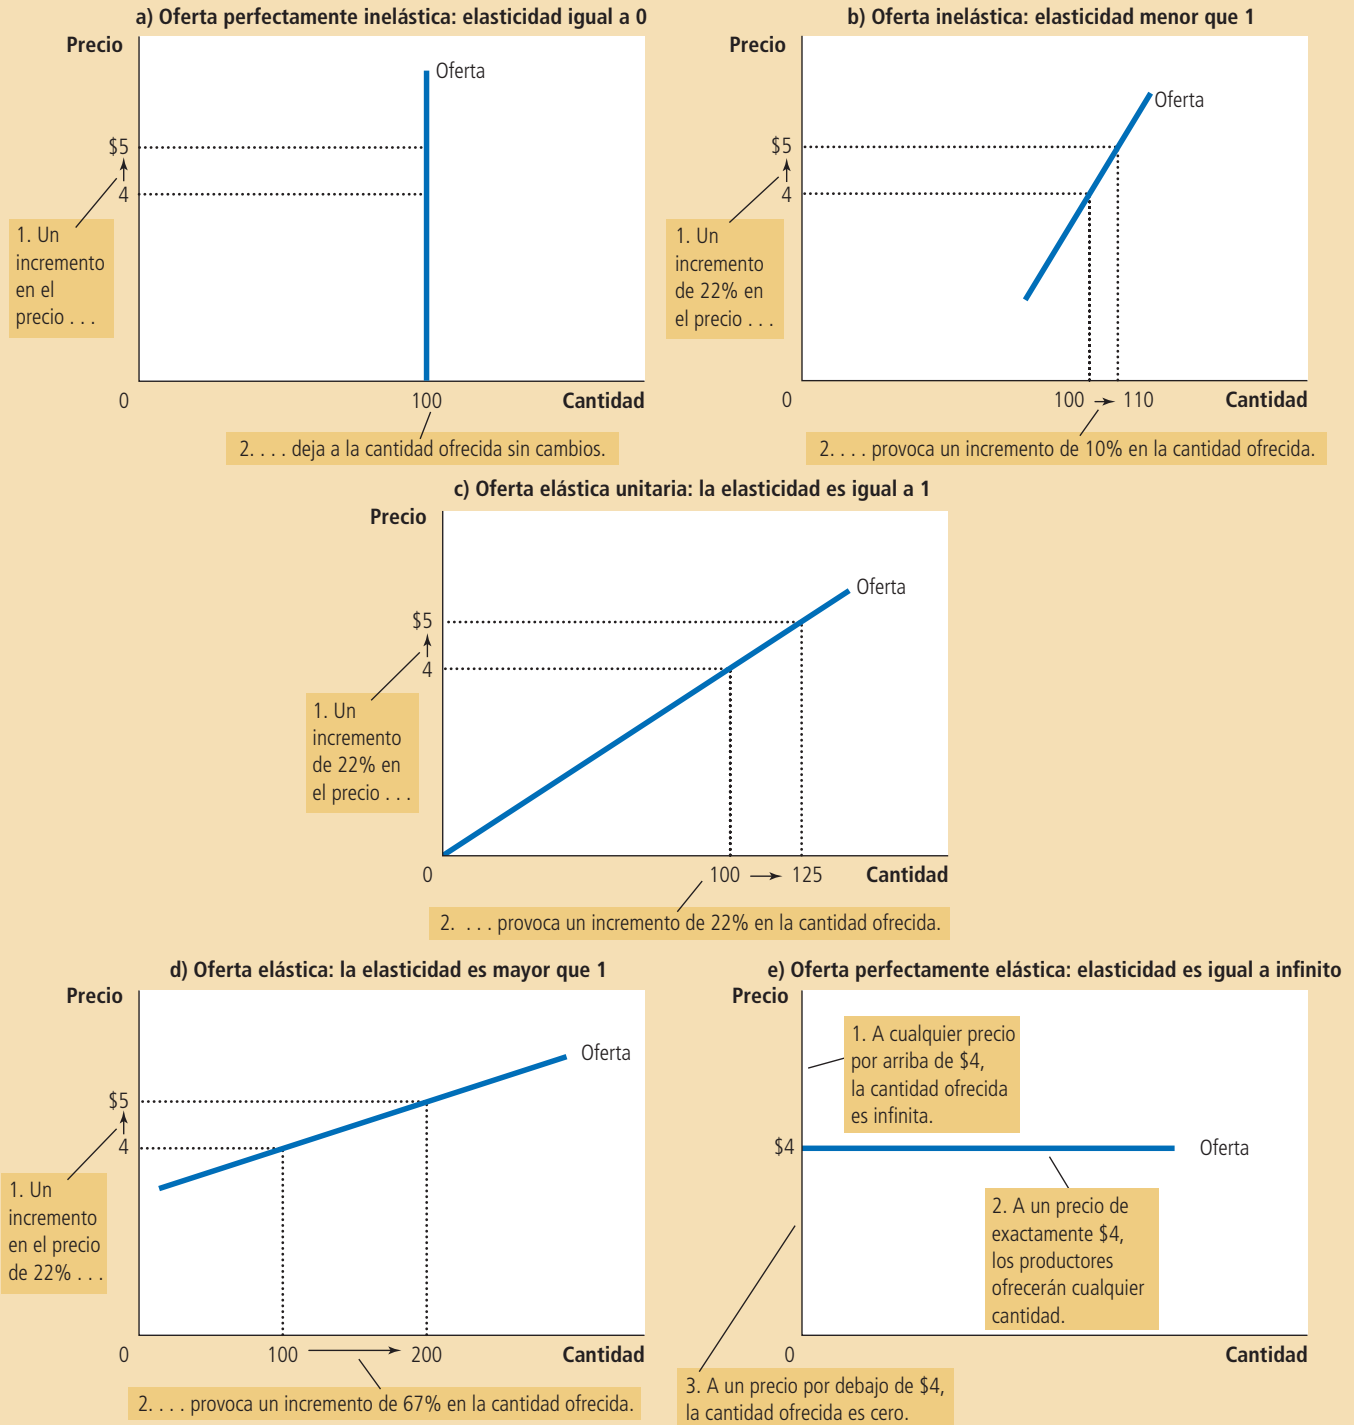 a) Oferta perfectamente inelástica: elasticidad igual a 0
Precio
Oferta
$5
4
1. Un
incremento
en el
precio . . .
0
100
Cantidad
2. . . . deja a la cantidad ofrecida sin cambios.
b) Oferta inelástica: elasticidad menor que 1
Precio
Oferta
$5
4
1. Un
incremento
de 22% en
el precio . . .
0
100
110
Cantidad
2. . . . provoca un incremento de 10% en la cantidad ofrecida.
c) Oferta elástica unitaria: la elasticidad es igual a 1
Precio
Oferta
$5
4
1. Un
incremento
de 22% en
el precio . . .
0
100
125
Cantidad
2. . . . provoca un incremento de 22% en la cantidad ofrecida.
d) Oferta elástica: la elasticidad es mayor que 1
Precio
Oferta
$5
4
1. Un
incremento
en el precio
de 22% . . .
0
100
200
Cantidad
2. . . . provoca un incremento de 67% en la cantidad ofrecida.
e) Oferta perfectamente elástica: elasticidad es igual a infinito
Precio
1. A cualquier precio
por arriba de $4,
la cantidad ofrecida
es infinita.
$4
Oferta
2. A un precio de
exactamente $4,
los productores
ofrecerán cualquier
cantidad.
0
Cantidad
3. A un precio por debajo de $4,
la cantidad ofrecida es cero.